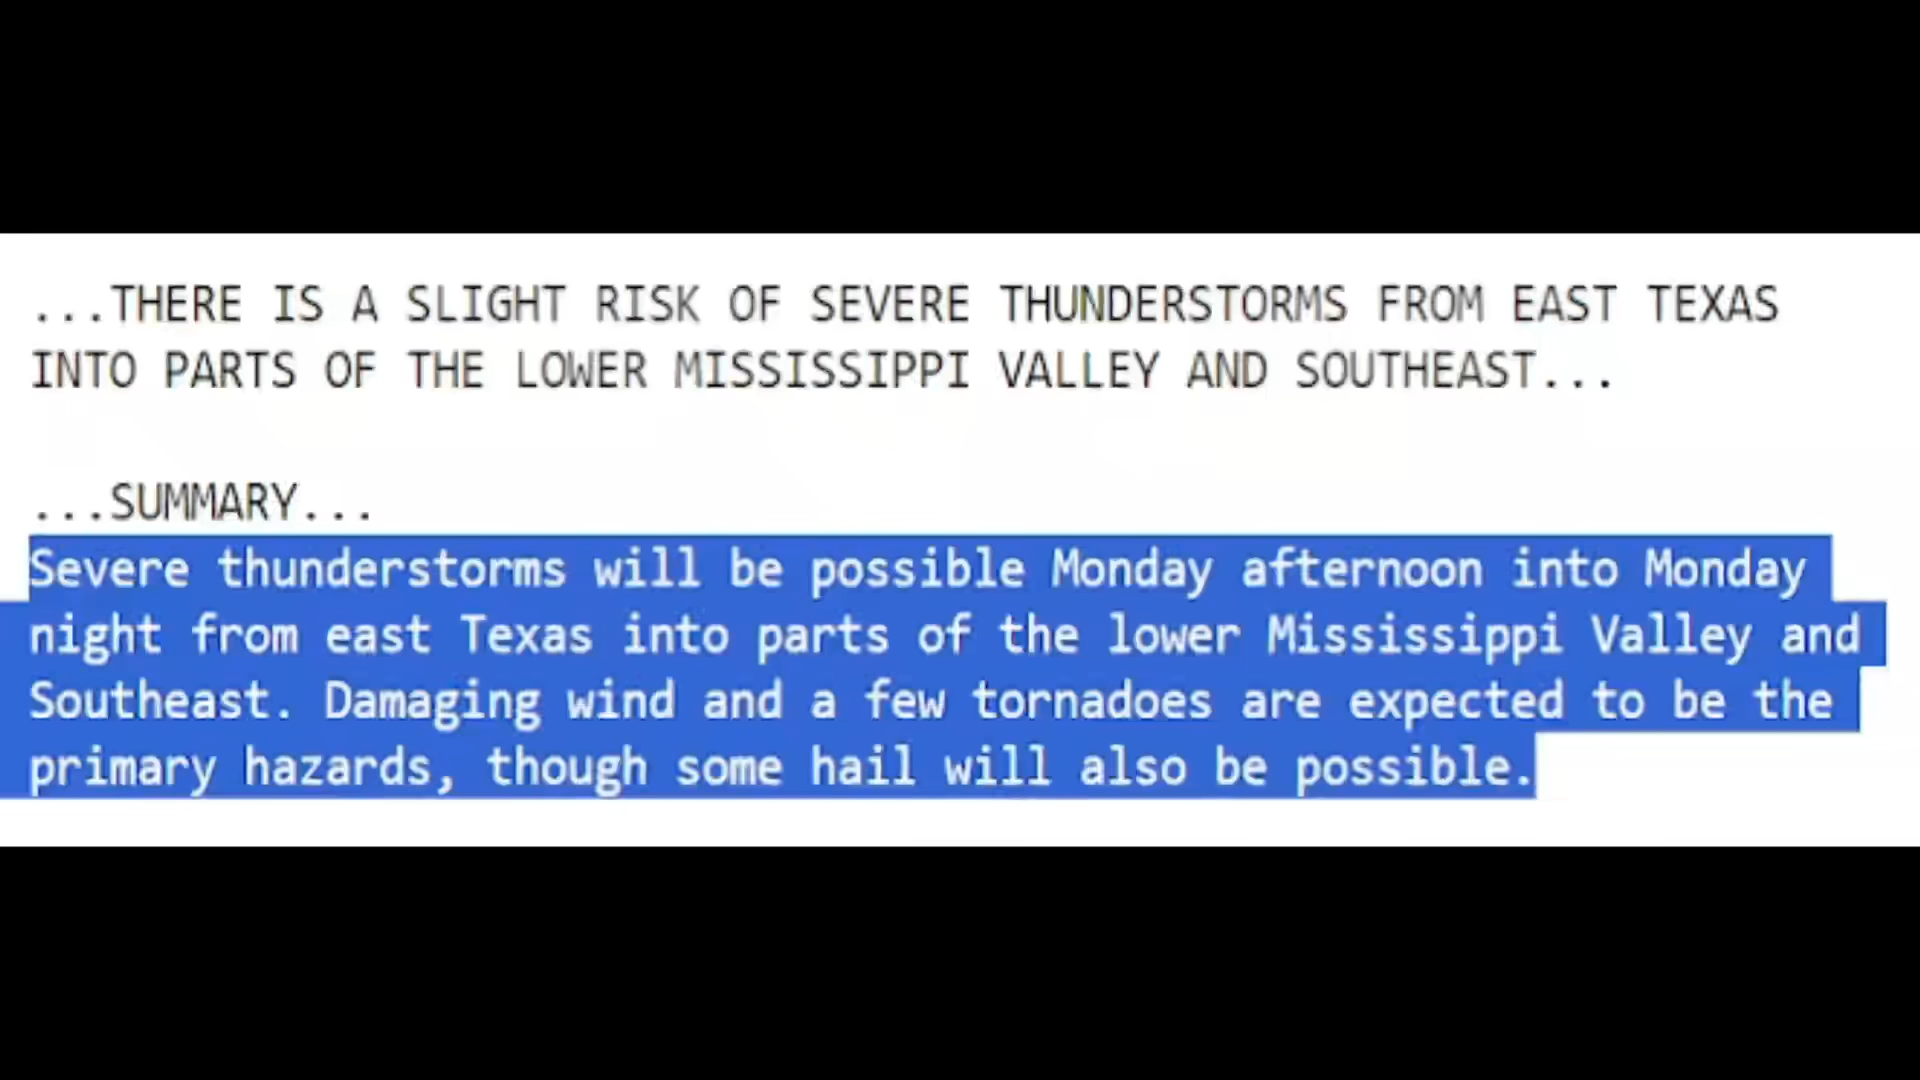 ...THERE IS A SLIGHT RISK OF SEVERE THUNDERSTORMS FROM EAST TEXAS
INTO PARTS OF THE LOWER MISSISSIPPI VALLEY AND SOUTHEAST...
...SUMMARY...
Severe thunderstorms will be possible Monday afternoon into Monday
night from east Texas into parts of the lower Mississippi Valley and
Southeast. Damaging wind and a few tornadoes are expected to be the
primary hazards, though some hail will also be possible.